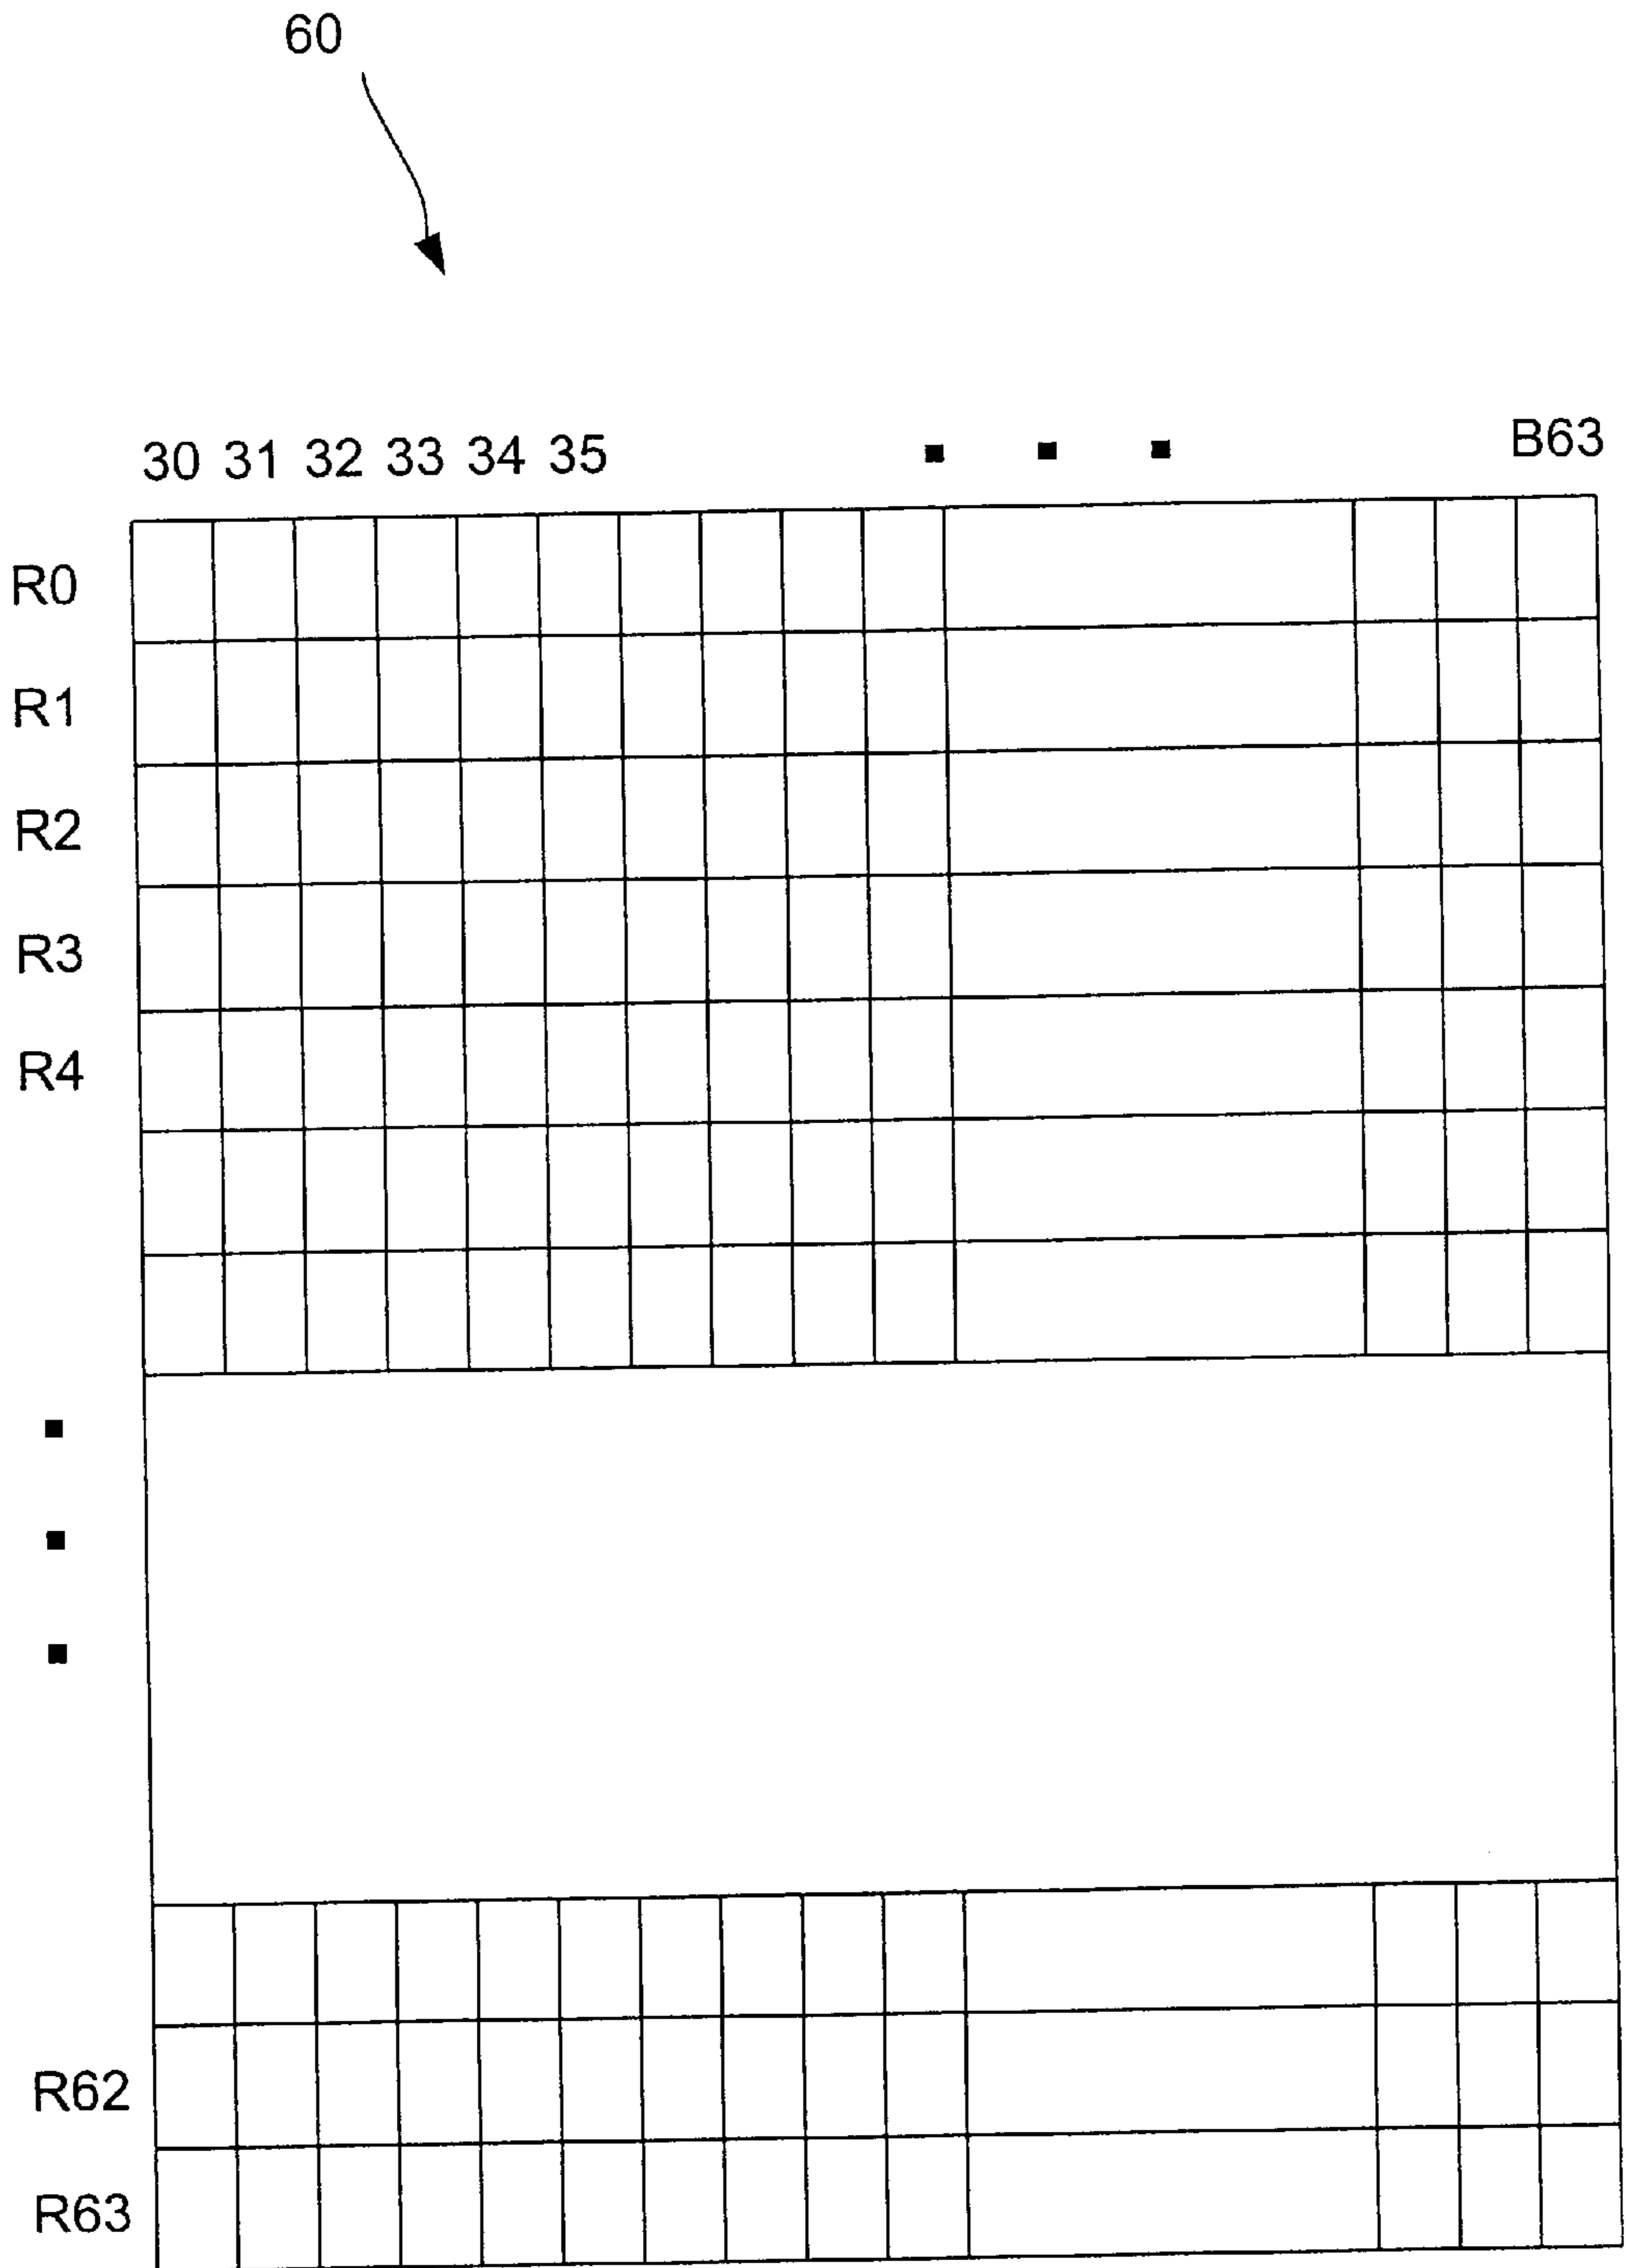 60
30 31 32 33 34 35 ▪ ▪ ▪ B63
R0
R1
R2
R3
R4
▪
▪
▪
R62
R63